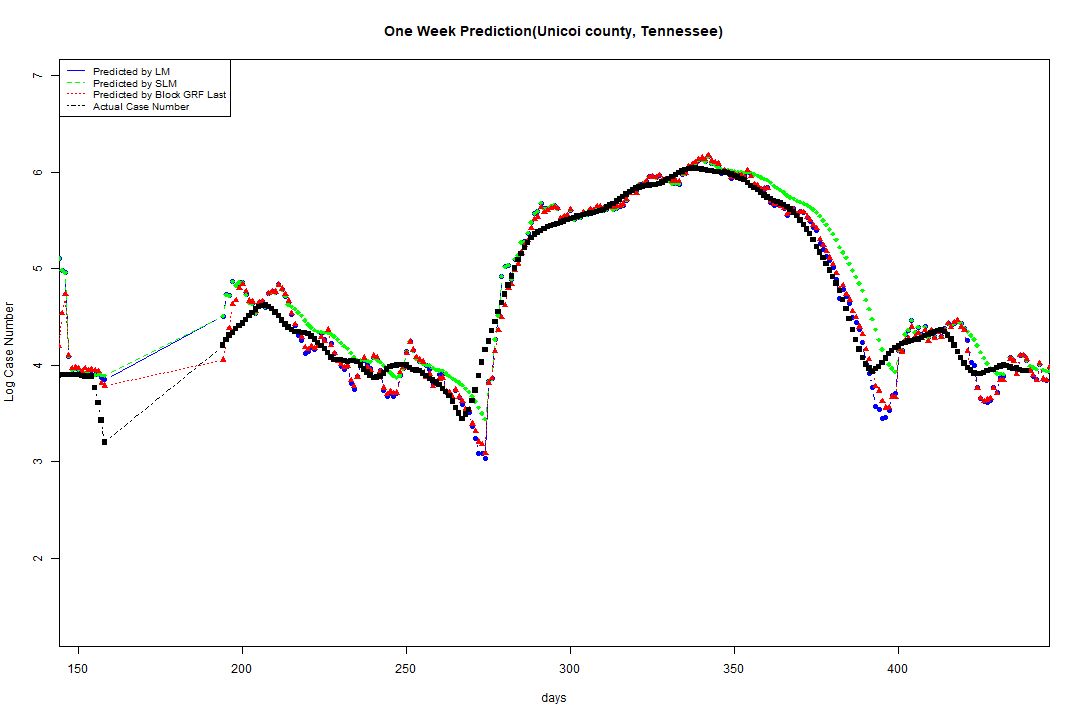 One Week Prediction(Unicoi county, Tennessee)
Predicted by LM
Predicted by SLM
Predicted by Block GRF Last
Actual Case Number
7
6
5
4
3
2
Log Case Number
150 200 250 300 350 400
days